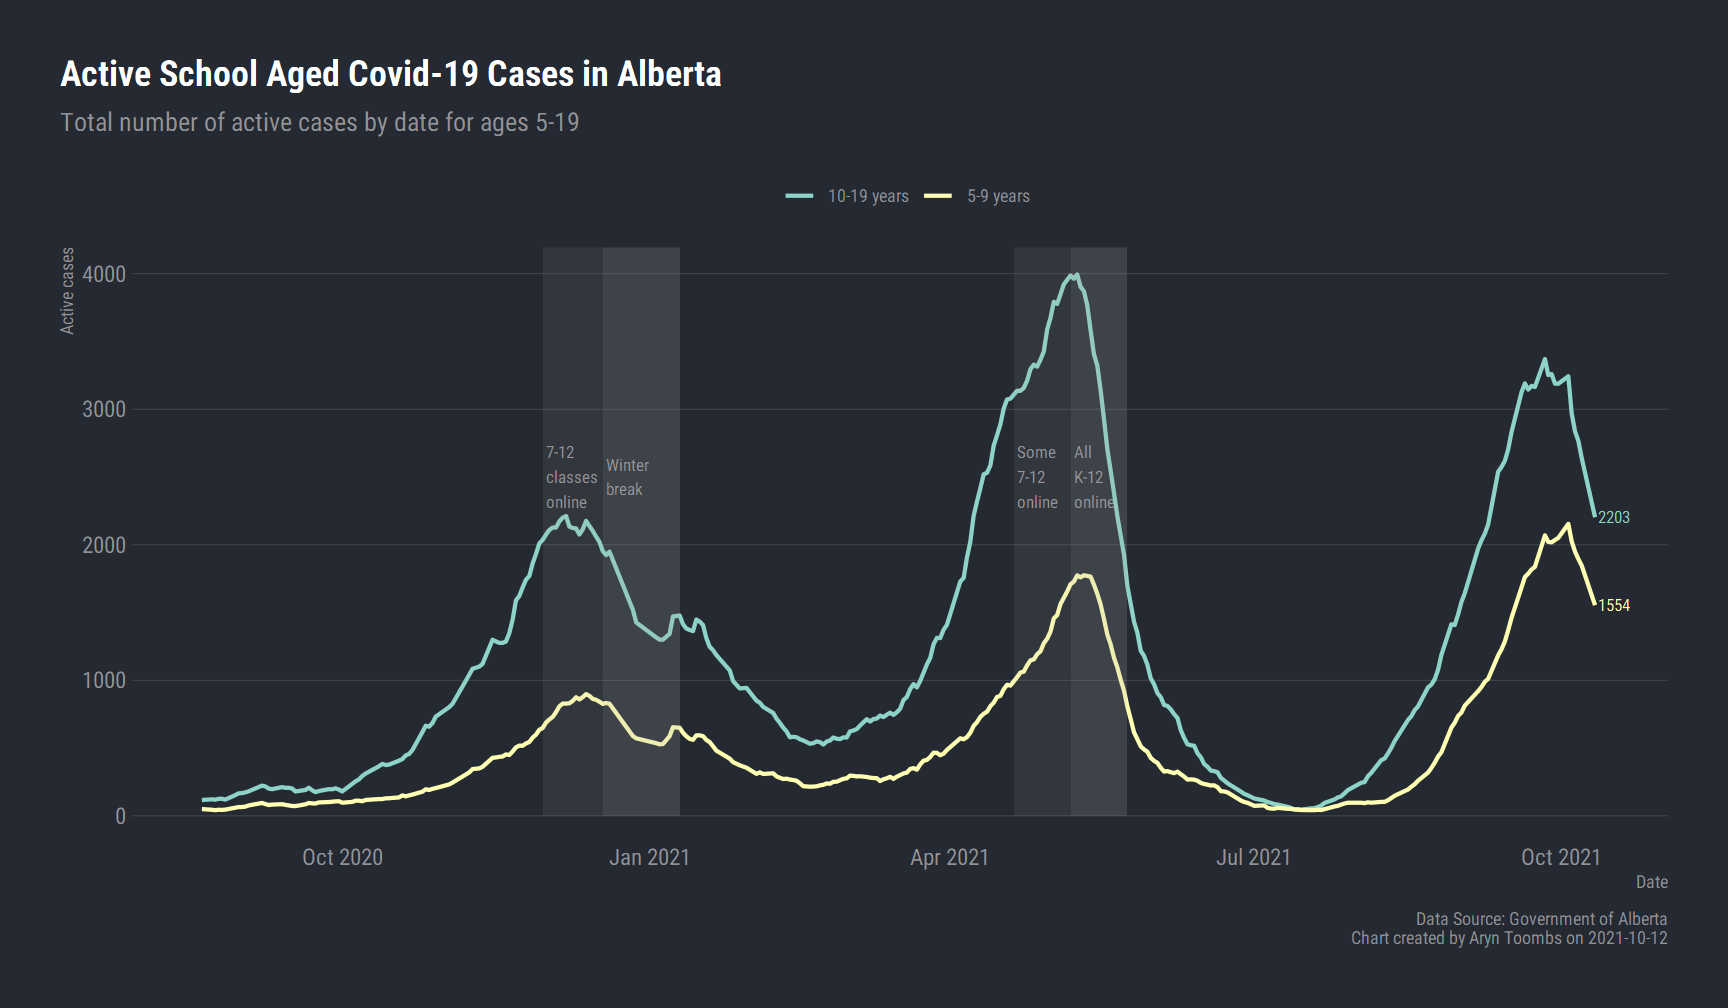 Active School Aged Covid-19 Cases in Alberta
Total number of active cases by date for ages 5-19
10-19 years
5-9 years
Active cases
4000
3000
2000
1000
0
7-12
classes
online
Winter
break
Some
7-12
online
All
K-12
online
2203
1554
Oct 2020
Jan 2021
Apr 2021
Jul 2021
Oct 2021
Date
Data Source: Government of Alberta
Chart created by Aryn Toombs on 2021-10-12